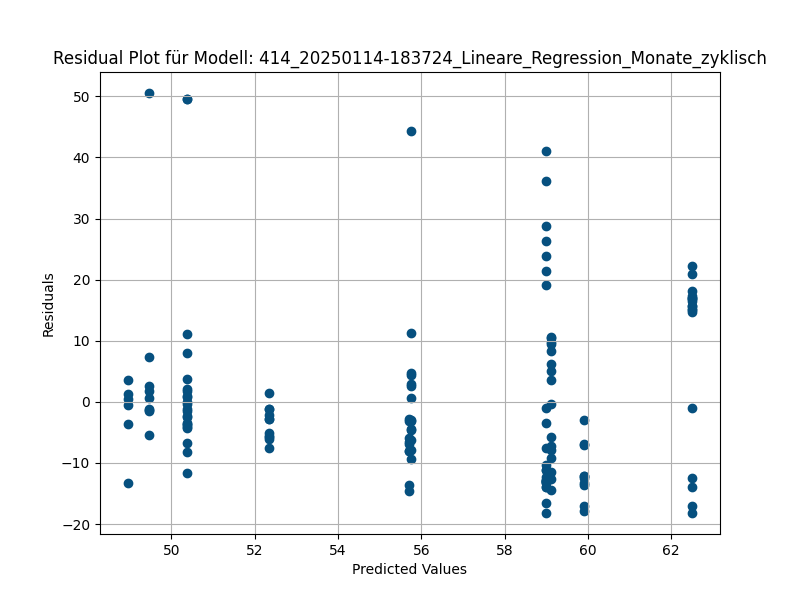 Residual Plot für Modell: 414_20250114-183724_Lineare_Regression_Monate_zyklisch
50
40
30
20
10
0
−10
−20
Residuals
50 52 54 56 58 60 62
Predicted Values